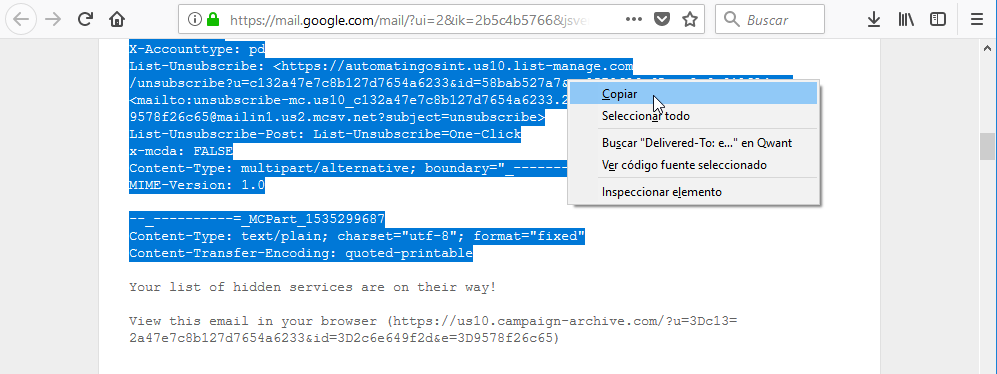 https://mail.google.com/mail/?ui=2&ik=2b5c4b5766&jsve
Buscar
X-Accounttype: pd
List-Unsubscribe: <https://automatingosint.us10.list-manage.com
/unsubscribe?u=c132a47e7c8b127d7654a6233&id=58bab527a7&
<mailto:unsubscribe-mc.us10_c132a47e7c8b127d7654a6233.2
9578f26c65@mailin1.us2.mcsv.net?subject=unsubscribe>
List-Unsubscribe-Post: List-Unsubscribe=One-Click
x-mcda: FALSE
Content-Type: multipart/alternative; boundary="_-------
MIME-Version: 1.0
--_----------=_MCPart_1535299687
Content-Type: text/plain; charset="utf-8"; format="fixed"
Content-Transfer-Encoding: quoted-printable
Your list of hidden services are on their way!
View this email in your browser (https://us10.campaign-archive.com/?u=3Dc13=
2a47e7c8b127d7654a6233&id=3D2c6e649f2d&e=3D9578f26c65)
Copiar
Seleccionar todo
Buscar "Delivered-To: e..." en Qwant
Ver código fuente seleccionado
Inspeccionar elemento